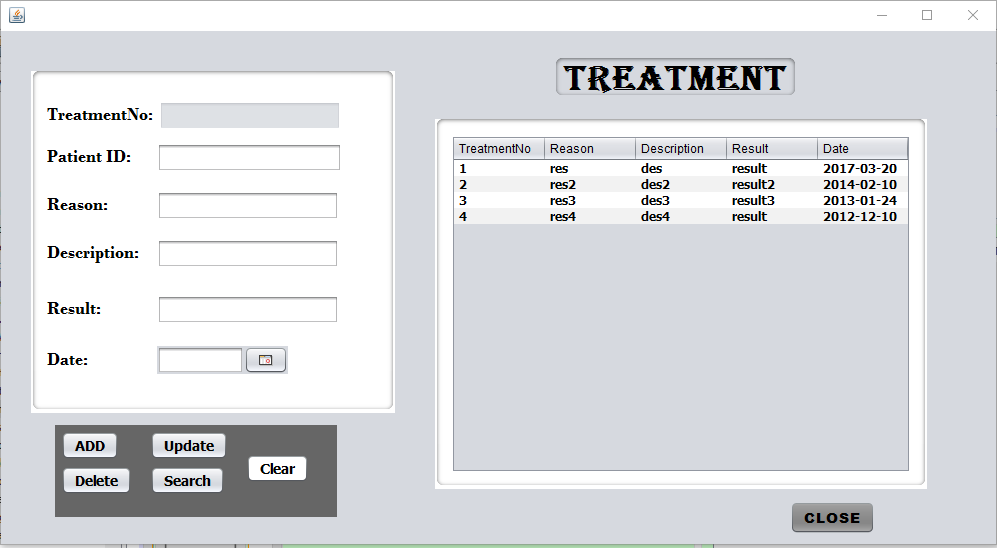 TREATMENT
TreatmentNo:
Patient ID:
Reason:
Description:
Result:
Date:
ADD Update
Clear
Delete Search
TreatmentNo Reason Description Result Date
1 res des result 2017-03-20
2 res2 des2 result2 2014-02-10
3 res3 des3 result3 2013-01-24
4 res4 des4 result 2012-12-10
CLOSE